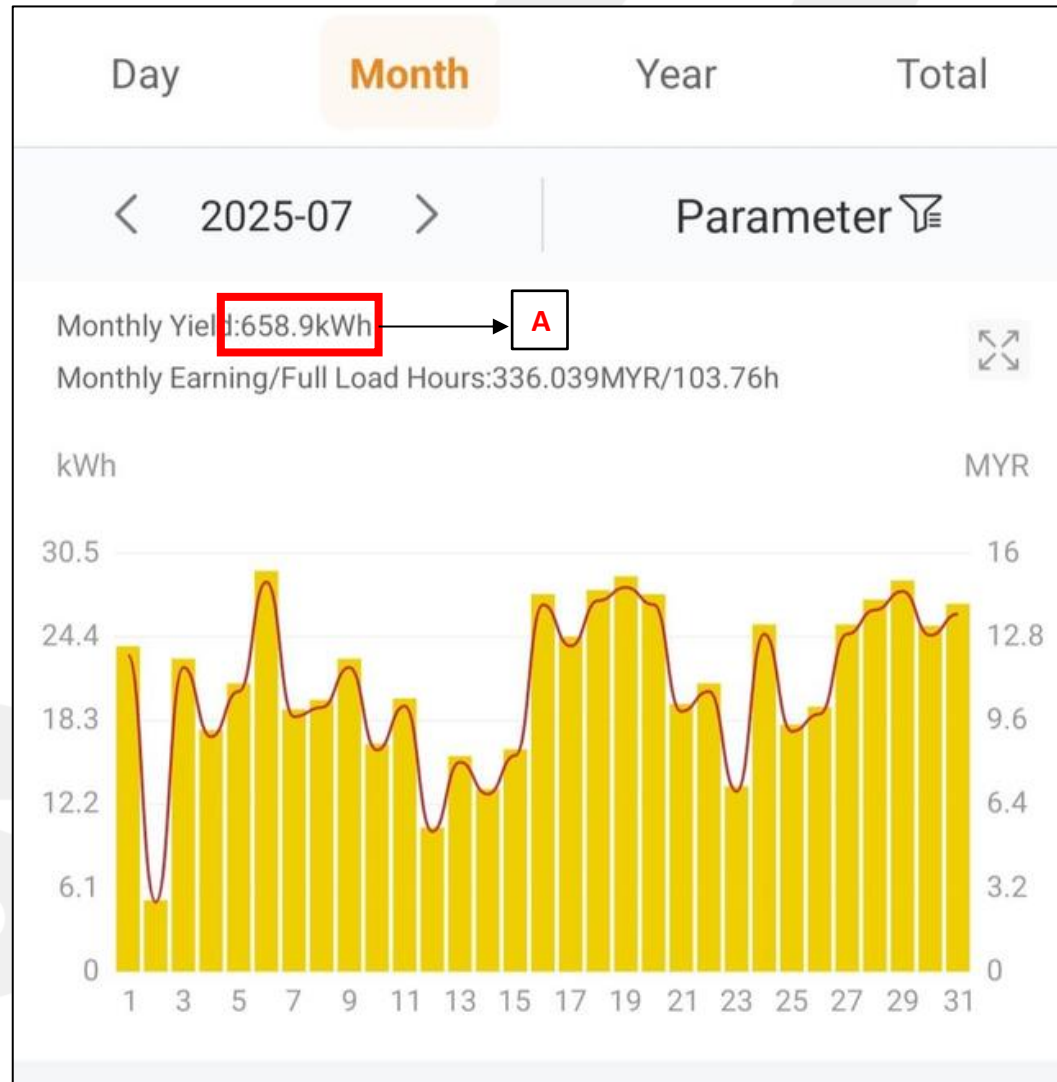 Day Month Year Total
< 2025-07 > Parameter
Monthly Yield:658.9kWh A
Monthly Earning/Full Load Hours:336.039MYR/103.76h
kWh MYR
30.5 16
24.4 12.8
18.3 9.6
12.2 6.4
6.1 3.2
0 0
1 3 5 7 9 11 13 15 17 19 21 23 25 27 29 31